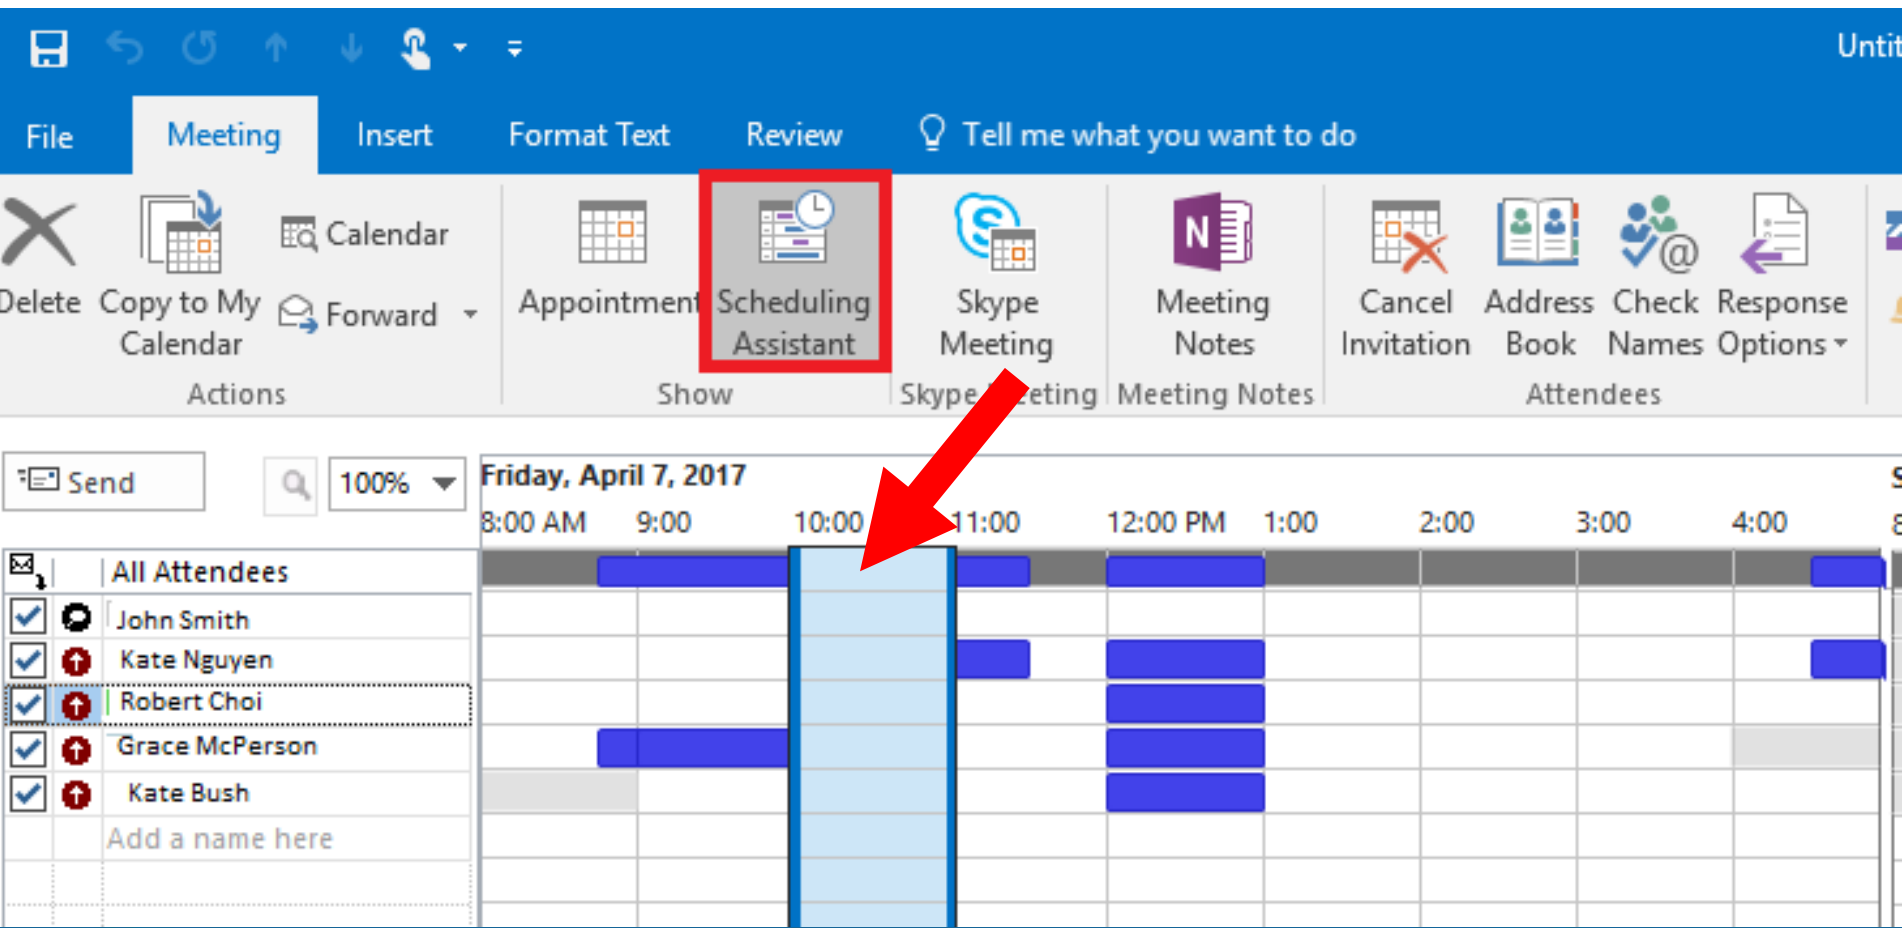 Untit
File Meeting Insert Format Text Review Tell me what you want to do
Delete Copy to My Calendar
Calendar
Forward
Appointment
Scheduling Assistant
Skype Meeting
N
Meeting Notes
Cancel Invitation
Address Book
@
Check Names
Response Options
Actions Show Meeting Notes Attendees
Skype
Send 100%
Friday, April 7, 2017
8:00 AM 9:00 10:00 11:00 12:00 PM 1:00 2:00 3:00 4:00 8
All Attendees
John Smith
Kate Nguyen
Robert Choi
Grace McPerson
Kate Bush
Add a name here